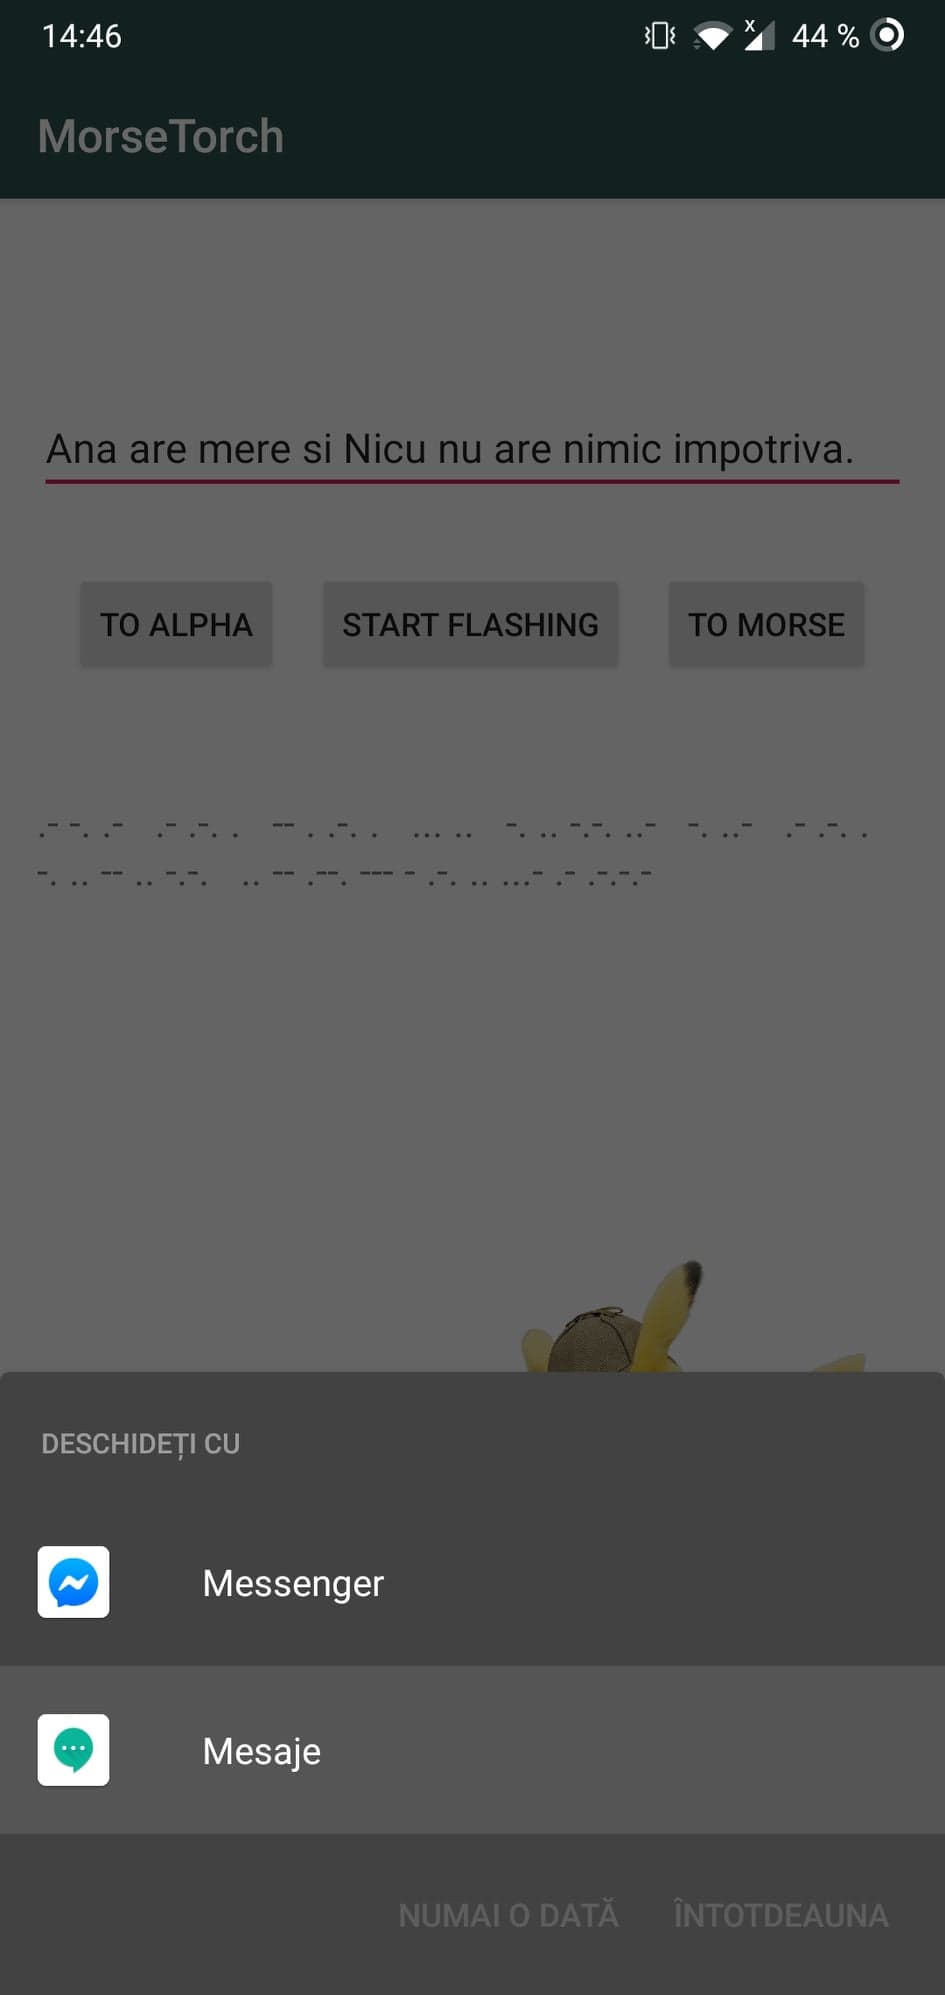 14:46
44 %
MorseTorch
Ana are mere si Nicu nu are nimic impotriva.
TO ALPHA START FLASHING TO MORSE
.- -. .-  .- .-. .  -- . .-. .  ... ..  -. .. -.-. ..-  -. ..-  .- .-. .
-. .. -- .. -.-.  .. -- .--. --- - .-. .. ...- .- .-.-.-
DESCHIDEȚI CU
Messenger
Mesaje
NUMAI O DATĂ ÎNTOTDEAUNA